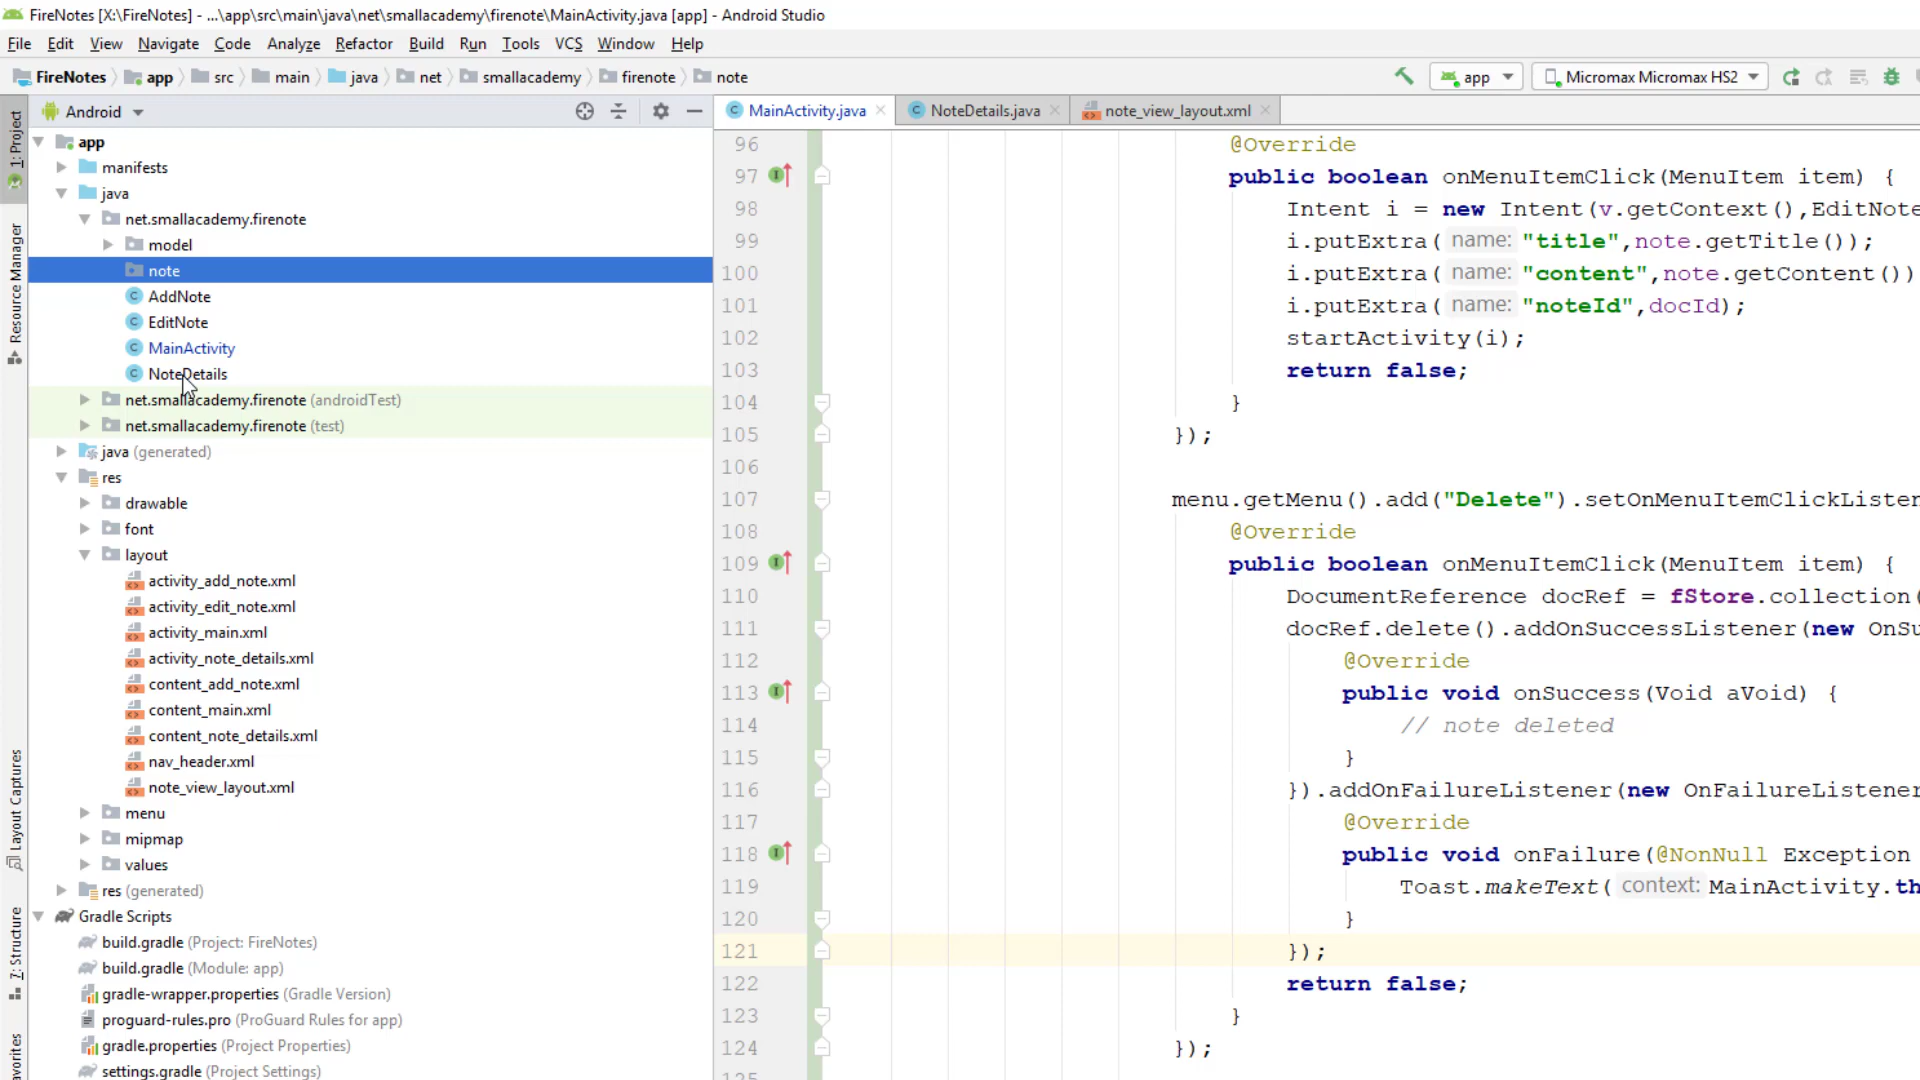 FireNotes [X:\FireNotes] - ...\app\src\main\java\net\smallacademy\firenote\MainActivity.java [app] - Android Studio
File Edit View Navigate Code Analyze Refactor Build Run Tools VCS Window Help
FireNotes app src main java net smallacademy firenote note app Micromax Micromax HS2
Android
MainActivity.java NoteDetails.java note_view_layout.xml
1: Project
Resource Manager
Layout Captures
7: Structure
app
manifests
java
net.smallacademy.firenote
model
note
AddNote
EditNote
MainActivity
NoteDetails
net.smallacademy.firenote (androidTest)
net.smallacademy.firenote (test)
java (generated)
res
drawable
font
layout
activity_add_note.xml
activity_edit_note.xml
activity_main.xml
activity_note_details.xml
content_add_note.xml
content_main.xml
content_note_details.xml
nav_header.xml
note_view_layout.xml
menu
mipmap
values
res (generated)
Gradle Scripts
build.gradle (Project: FireNotes)
build.gradle (Module: app)
gradle-wrapper.properties (Gradle Version)
proguard-rules.pro (ProGuard Rules for app)
gradle.properties (Project Properties)
settings.gradle (Project Settings)
96 @Override
97 public boolean onMenuItemClick(MenuItem item) {
98 Intent i = new Intent(v.getContext(),EditNote
99 i.putExtra( name: "title",note.getTitle());
100 i.putExtra( name: "content",note.getContent())
101 i.putExtra( name: "noteId",docId);
102 startActivity(i);
103 return false;
104 }
105 });
106
107 menu.getMenu().add("Delete").setOnMenuItemClickListen
108 @Override
109 public boolean onMenuItemClick(MenuItem item) {
110 DocumentReference docRef = fStore.collection(
111 docRef.delete().addOnSuccessListener(new OnSu
112 @Override
113 public void onSuccess(Void aVoid) {
114 // note deleted
115 }
116 }).addOnFailureListener(new OnFailureListener
117 @Override
118 public void onFailure(@NonNull Exception
119 Toast.makeText( context: MainActivity.th
120 }
121 });
122 return false;
123 }
124 });